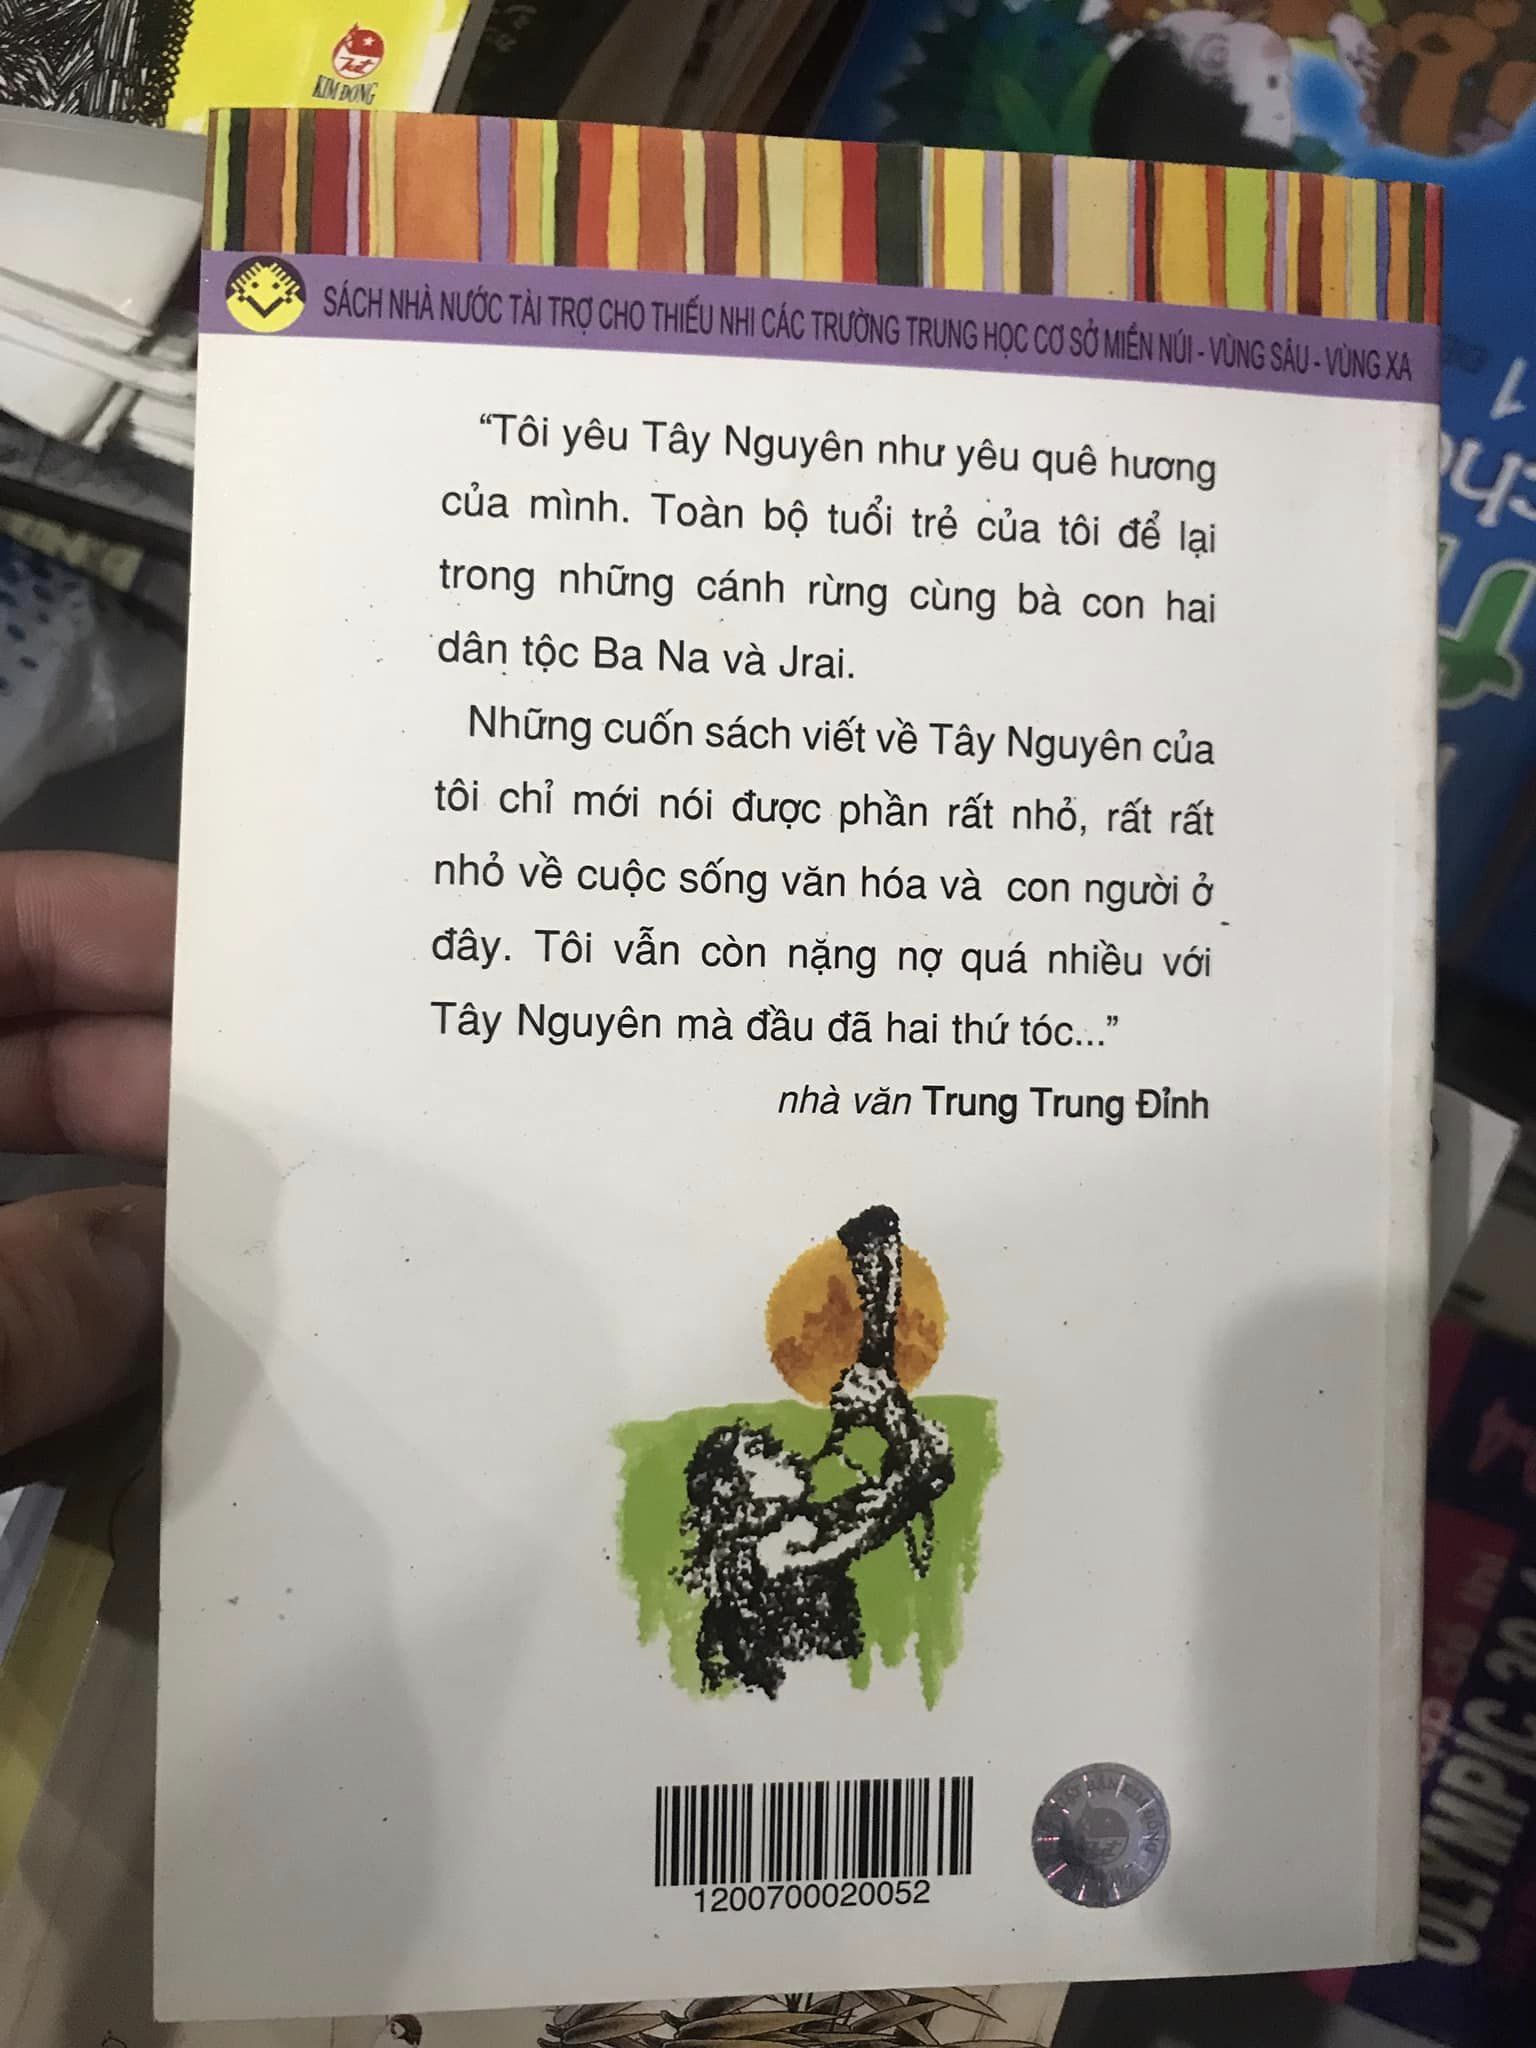 KIM ĐỒNG
SÁCH NHÀ NƯỚC TÀI TRỢ CHO THIẾU NHI CÁC TRƯỜNG TRUNG HỌC CƠ SỞ MIỀN NÚI - VÙNG SÂU - VÙNG XA
“Tôi yêu Tây Nguyên như yêu quê hương
của mình. Toàn bộ tuổi trẻ của tôi để lại
trong những cánh rừng cùng bà con hai
dân tộc Ba Na và Jrai.
Những cuốn sách viết về Tây Nguyên của
tôi chỉ mới nói được phần rất nhỏ, rất rất
nhỏ về cuộc sống văn hóa và con người ở
đây. Tôi vẫn còn nặng nợ quá nhiều với
Tây Nguyên mà đầu đã hai thứ tóc...”
nhà văn Trung Trung Đỉnh
1200700020052
OLYMPIC